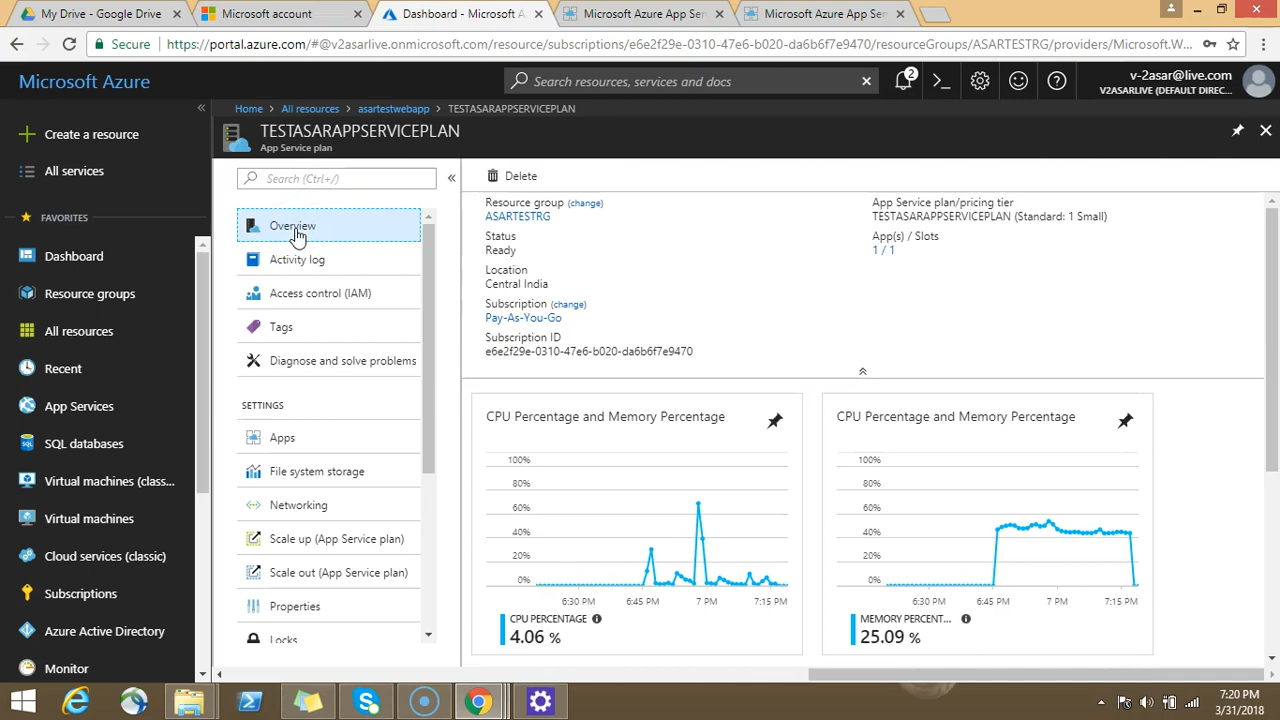 My Drive - Google Drive
Microsoft account
Dashboard - Microsoft A
Microsoft Azure App Ser
Microsoft Azure App Ser
Secure
https://portal.azure.com/#@v2asarlive.onmicrosoft.com/resource/subscriptions/e6e2f29e-0310-47e6-b020-da6b6f7e9470/resourceGroups/ASARTESTRG/providers/Microsoft.W...
Microsoft Azure
Search resources, services and docs
2
v-2asar@live.com
V2ASARLIVE (DEFAULT DIREC...
Home > All resources > asartestwebapp > TESTASARAPPSERVICEPLAN
TESTASARAPPSERVICEPLAN
App Service plan
Create a resource
All services
FAVORITES
Dashboard
Resource groups
All resources
Recent
App Services
SQL databases
Virtual machines (class...
Virtual machines
Cloud services (classic)
Subscriptions
Azure Active Directory
Monitor
Search (Ctrl+/)
Overview
Activity log
Access control (IAM)
Tags
Diagnose and solve problems
SETTINGS
Apps
File system storage
Networking
Scale up (App Service plan)
Scale out (App Service plan)
Properties
Locks
Delete
Resource group (change)
ASARTESTRG
Status
Ready
Location
Central India
Subscription (change)
Pay-As-You-Go
Subscription ID
e6e2f29e-0310-47e6-b020-da6b6f7e9470
App Service plan/pricing tier
TESTASARAPPSERVICEPLAN (Standard: 1 Small)
App(s) / Slots
1 / 1
CPU Percentage and Memory Percentage
100%
80%
60%
40%
20%
0%
6:30 PM 6:45 PM 7 PM 7:15 PM
CPU PERCENTAGE
4.06 %
CPU Percentage and Memory Percentage
100%
80%
60%
40%
20%
0%
6:30 PM 6:45 PM 7 PM 7:15 PM
MEMORY PERCENT...
25.09 %
7:20 PM
3/31/2018